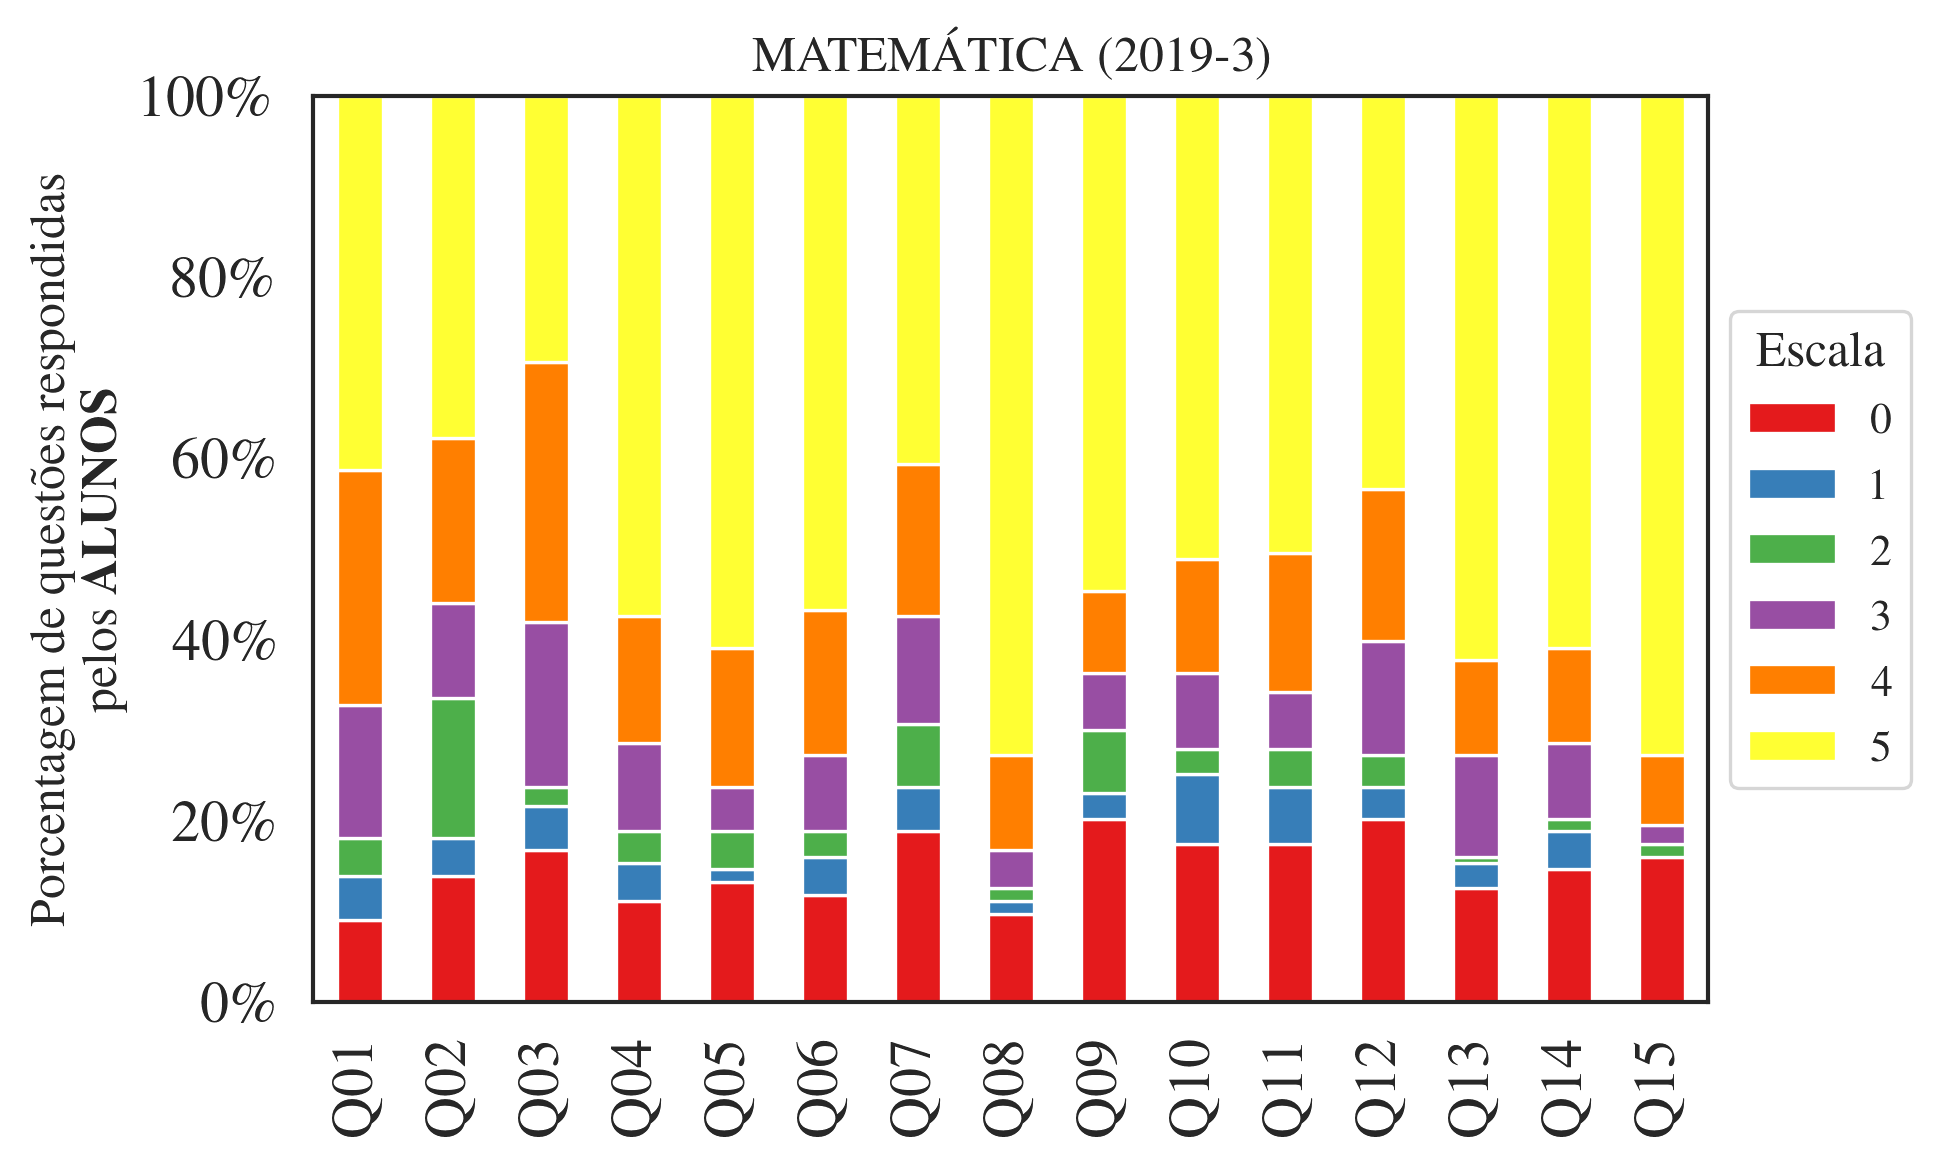 MATEMÁTICA (2019-3)
Porcentagem de questões respondidas
pelos ALUNOS
100%
80%
60%
40%
20%
0%
Q01
Q02
Q03
Q04
Q05
Q06
Q07
Q08
Q09
Q10
Q11
Q12
Q13
Q14
Q15
Escala
0
1
2
3
4
5